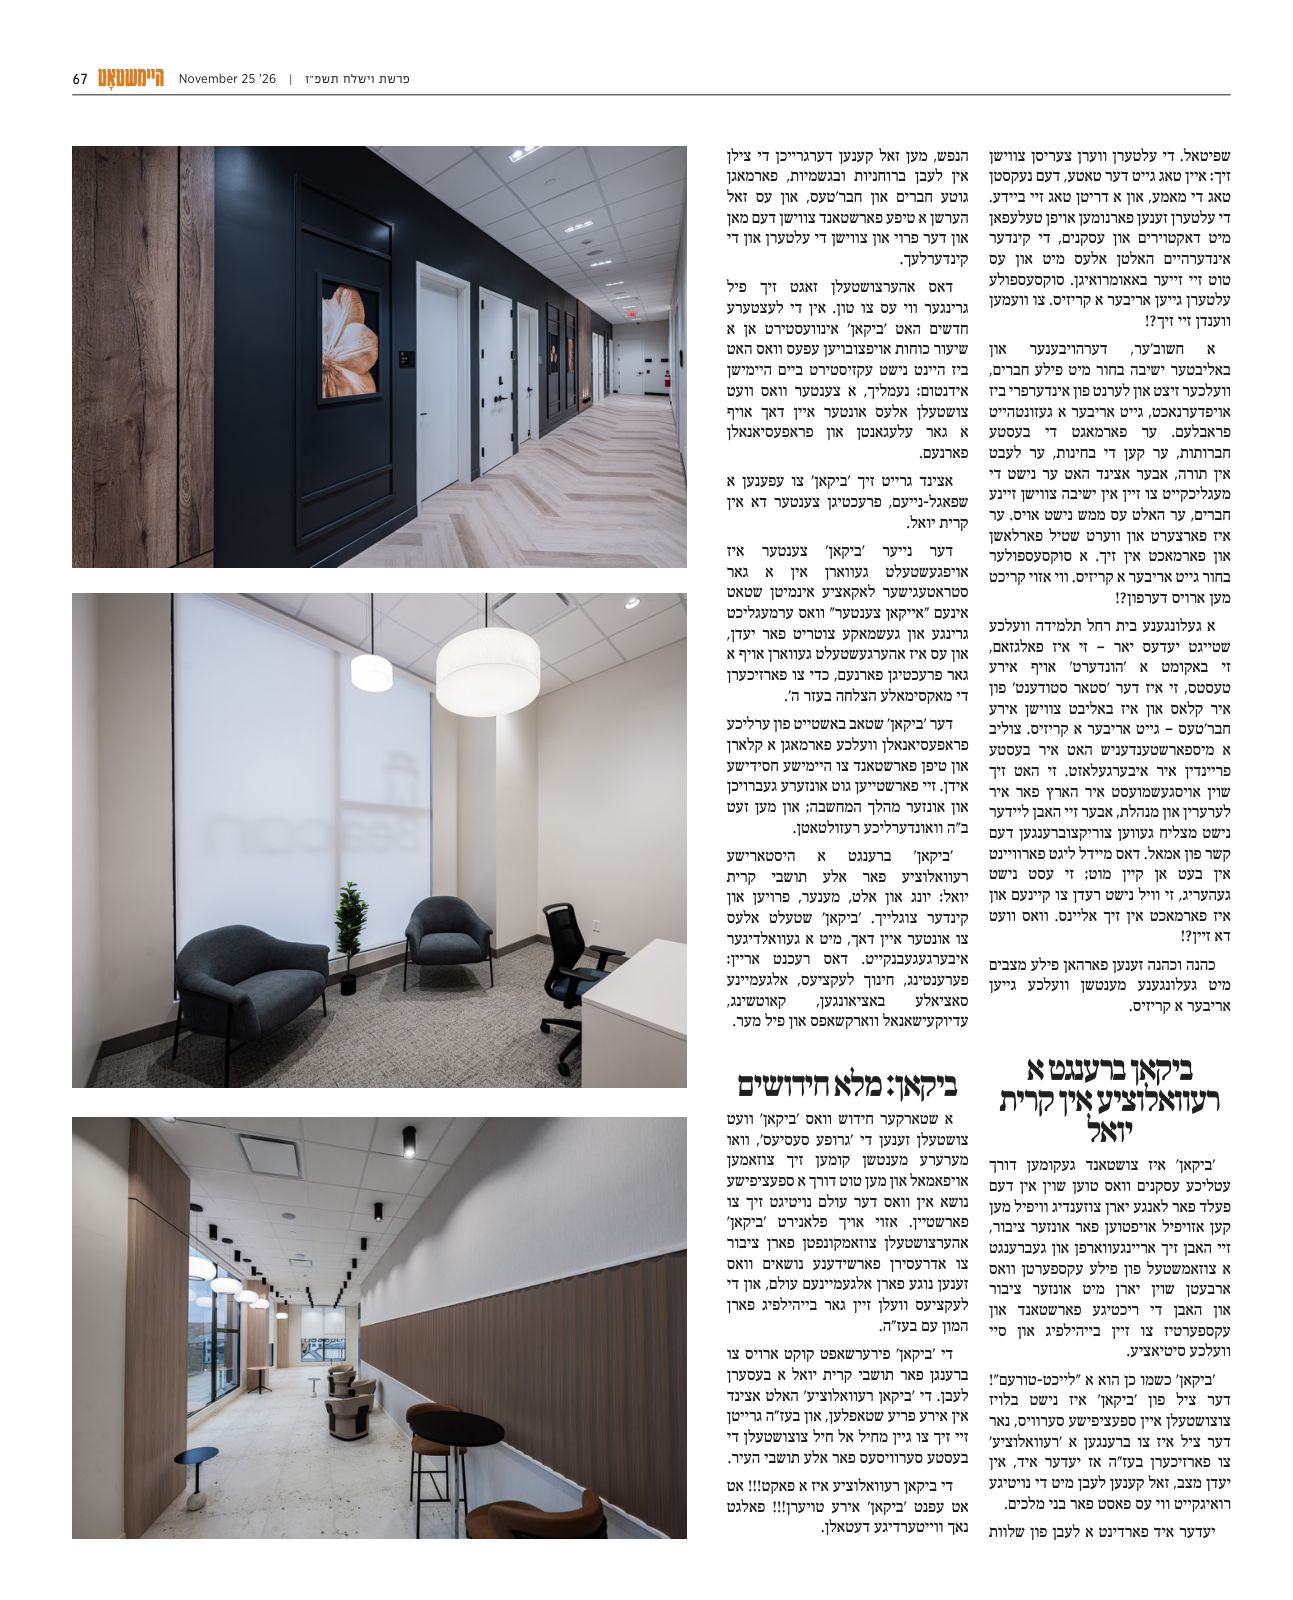 67 היימשטאָט November 25 '26 | פרשת וישלח תשפ״ז
שפיטאל. די עלטערן ווערן צעריסן צווישן
זיך: איין טאג גייט דער טאטע, דעם נעקסטן
טאג די מאמע, און א דריטן טאג זיי ביידע.
די עלטערן זענען פארנומען אויפן טעלעפאן
מיט דאקטוירים און עסקנים, די קינדער
אינדערהיים האלטן אלעס מיט און עס
טוט זיי זייער באאומרואיגן. סוקסעספולע
עלטערן גייען אריבער א קריזיס. צו וועמען
ווענדן זיי זיך?!
א חשוב'ער, דערהויבענער און
באליבטער ישיבה בחור מיט פילע חברים,
וועלכער זיצט און לערנט פון אינדערפרי ביז
אויפדערנאכט, גייט אריבער א געזונטהייט
פראבלעם. ער פארמאגט די בעסטע
חברותות, ער קען די בחינות, ער לעבט
אין תורה, אבער אצינד האט ער נישט די
מעגליכקייט צו זיין אין ישיבה צווישן זיינע
חברים, ער האלט עס ממש נישט אויס. ער
איז פארצערט און ווערט שטיל פארלאשן
און פארמאכט אין זיך. א סוקסעספולער
בחור גייט אריבער א קריזיס. ווי אזוי קריכט
מען ארויס דערפון?!
א געלונגענע בית רחל תלמידה וועלכע
שטייגט יעדעס יאר – זי איז פאלגזאם,
זי באקומט א 'הונדערט' אויף אירע
טעסטס, זי איז דער 'סטאר סטודענט' פון
איר קלאס און איז באליבט צווישן אירע
חבר'טעס – גייט אריבער א קריזיס. צוליב
א מיספארשטענדעניש האט איר בעסטע
פריינדין איר איבערגעלאזט. זי האט זיך
שוין אויסגעשמועסט איר הארץ פאר איר
לערערין און מנהלת, אבער זיי האבן ליידער
נישט מצליח געווען צוריקצוברענגען דעם
קשר פון אמאל. דאס מיידל ליגט פארוויינט
אין בעט אן קיין מוט; זי עסט נישט
געהעריג, זי וויל נישט רעדן צו קיינעם און
איז פארמאכט אין זיך אליינס. וואס וועט
דא זיין?!
כהנה וכהנה זענען פארהאן פילע מצבים
מיט געלונגענע מענטשן וועלכע גייען
אריבער א קריזיס.
ביקאן ברענגט א
רעוואלוציע אין קרית
יואל
'ביקאן' איז צושטאנד געקומען דורך
עטליכע עסקנים וואס טוען שוין אין דעם
פעלד פאר לאנגע יארן צוזענדיג וויפיל מען
קען אזויפיל אויפטוען פאר אונזער ציבור,
זיי האבן זיך אריינגעווארפן און געברענגט
א צוזאמשטעל פון פילע עקספערטן וואס
ארבעטן שוין יארן מיט אונזער ציבור
און האבן די ריכטיגע פארשטאנד און
עקספערטיז צו זיין בייהילפיג און סיי
וועלכע סיטיאציע.
'ביקאן' כשמו כן הוא א "לייכט-טורעם"!
דער ציל פון 'ביקאן' איז נישט בלויז
צוצושטעלן איין ספעציפישע סערוויס, נאר
דער ציל איז צו ברענגען א 'רעוואלוציע'
צו פארזיכערן בעז"ה אז יעדער איד, אין
יעדן מצב, זאל קענען לעבן מיט די נויטיגע
רואיגקייט ווי עס פאסט פאר בני מלכים.
יעדער איד פארדינט א לעבן פון שלוות
הנפש, מען זאל קענען דערגרייכן די צילן
אין לעבן ברוחניות ובגשמיות, פארמאגן
גוטע חברים און חבר'טעס, און עס זאל
הערשן א טיפע פארשטאנד צווישן דעם מאן
און דער פרוי און צווישן די עלטערן און די
קינדערלעך.
דאס אהערצושטעלן זאגט זיך פיל
גרינגער ווי עס צו טון. אין די לעצטערע
חדשים האט 'ביקאן' אינוועסטירט אן א
שיעור כוחות אויפצובויען עפעס וואס האט
ביז היינט נישט עקזיסטירט ביים היימישן
אידנטום: נעמליך, א צענטער וואס וועט
צושטעלן אלעס אונטער איין דאך אויף
א גאר עלעגאנטן און פראפעסיאנאלן
פארנעם.
אצינד גרייט זיך 'ביקאן' צו עפענען א
שפאגל-נייעם, פרעכטיגן צענטער דא אין
קרית יואל.
דער נייער 'ביקאן' צענטער איז
אויפגעשטעלט געווארן אין א גאר
סטראטעגישער לאקאציע אינמיטן שטאט
אינעם "אייקאן צענטער" וואס ערמעגליכט
גרינגע און געשמאקע צוטריט פאר יעדן,
און עס איז אהערגעשטעלט געווארן אויף א
גאר פרעכטיגן פארנעם, כדי צו פארזיכערן
די מאקסימאלע הצלחה בעזר ה'.
דער 'ביקאן' שטאב באשטייט פון ערליכע
פראפעסיאנאלן וועלכע פארמאגן א קלארן
און טיפן פארשטאנד צו היימישע חסידישע
אידן. זיי פארשטייען גוט אונזערע געברויכן
און אונזער מהלך המחשבה; און מען זעט
ב"ה וואונדערליכע רעזולטאטן.
'ביקאן' ברענגט א היסטארישע
רעוואלוציע פאר אלע תושבי קרית
יואל: יונג און אלט, מענער, פרויען און
קינדער צוגלייך. 'ביקאן' שטעלט אלעס
צו אונטער איין דאך, מיט א געוואלדיגער
איבערגעגעבנקייט. דאס רעכנט אריין:
פערענטינג, חינוך לעקציעס, אלגעמיינע
סאציאלע באציאונגען, קאוטשינג,
עדיוקעישאנאל ווארקשאפס און פיל מער.
ביקאן: מלא חידושים
א שטארקער חידוש וואס 'ביקאן' וועט
צושטעלן זענען די 'גרופע סעסיעס', וואו
מערערע מענטשן קומען זיך צוזאמען
אויפאמאל און מען טוט דורך א ספעציפישע
נושא אין וואס דער עולם נויטיגט זיך צו
פארשטיין. אזוי אויך פלאנירט 'ביקאן'
אהערצושטעלן צוזאמקונפטן פארן ציבור
צו אדרעסירן פארשידענע נושאים וואס
זענען נוגע פארן אלגעמיינעם עולם, און די
לעקציעס וועלן זיין גאר בייהילפיג פארן
המון עם בעז"ה.
די 'ביקאן' פירערשאפט קוקט ארויס צו
ברענגן פאר תושבי קרית יואל א בעסערן
לעבן. די 'ביקאן רעוואלוציע' האלט אצינד
אין אירע פריע שטאפלען, און בעז"ה גרייטן
זיי זיך צו גיין מחיל אל חיל צוצושטעלן די
בעסטע סערוויסעס פאר אלע תושבי העיר.
די ביקאן רעוואלוציע איז א פאקט!!! אט
אט עפנט 'ביקאן' אירע טויערן!!! פאלגט
נאך ווייטערדיגע דעטאלן.
Beacon